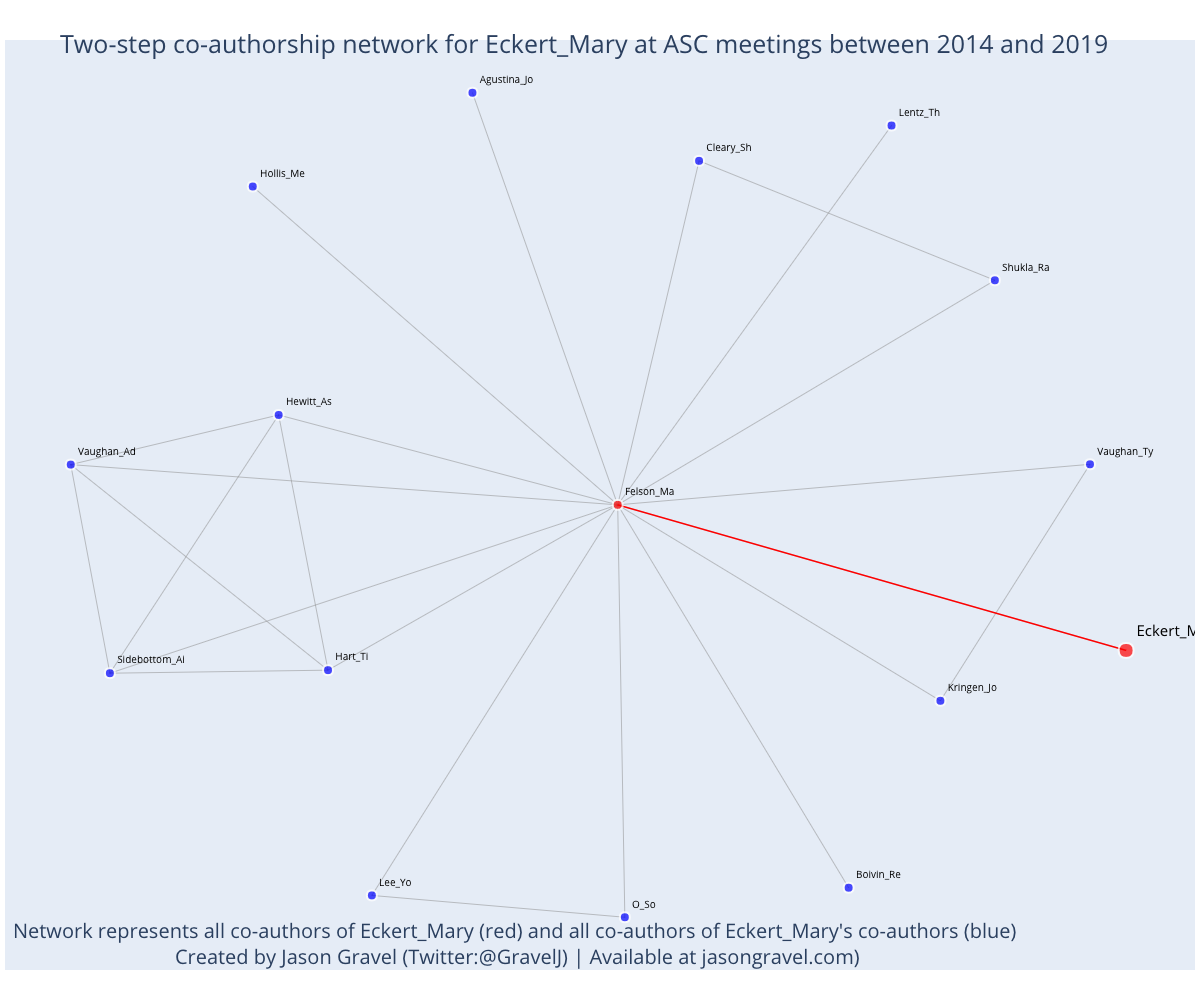 Two-step co-authorship network for Eckert_Mary at ASC meetings between 2014 and 2019
Agustina_Jo
Lentz_Th
Cleary_Sh
Hollis_Me
Shukla_Ra
Hewitt_As
Vaughan_Ad
Vaughan_Ty
Felson_Ma
Eckert_M
Sidebottom_Ai
Hart_Ti
Kringen_Jo
Boivin_Re
Lee_Yo
O_So
Network represents all co-authors of Eckert_Mary (red) and all co-authors of Eckert_Mary's co-authors (blue)
Created by Jason Gravel (Twitter:@GravelJ) | Available at jasongravel.com)